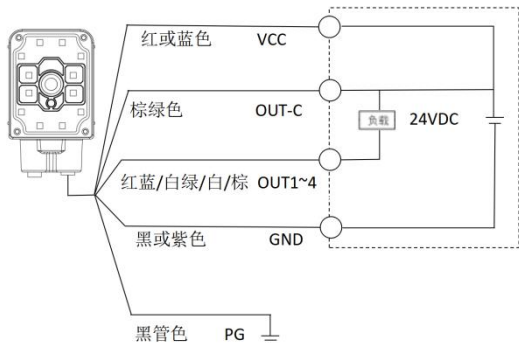 红或蓝色 VCC
棕绿色 OUT-C
负载 24VDC
红蓝/白绿/白/棕 OUT1~4
黑或紫色 GND
黑管色 PG